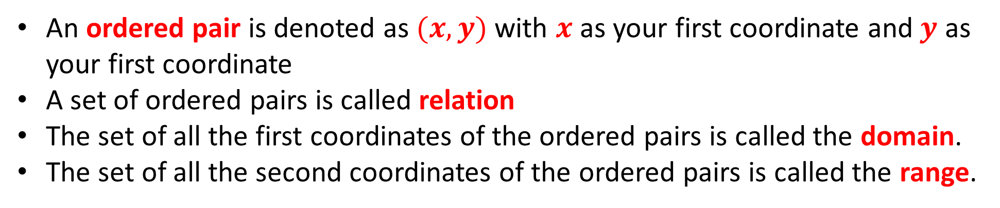 • An ordered pair is denoted as (x, y) with x as your first coordinate and y as
your first coordinate
• A set of ordered pairs is called relation
• The set of all the first coordinates of the ordered pairs is called the domain.
• The set of all the second coordinates of the ordered pairs is called the range.